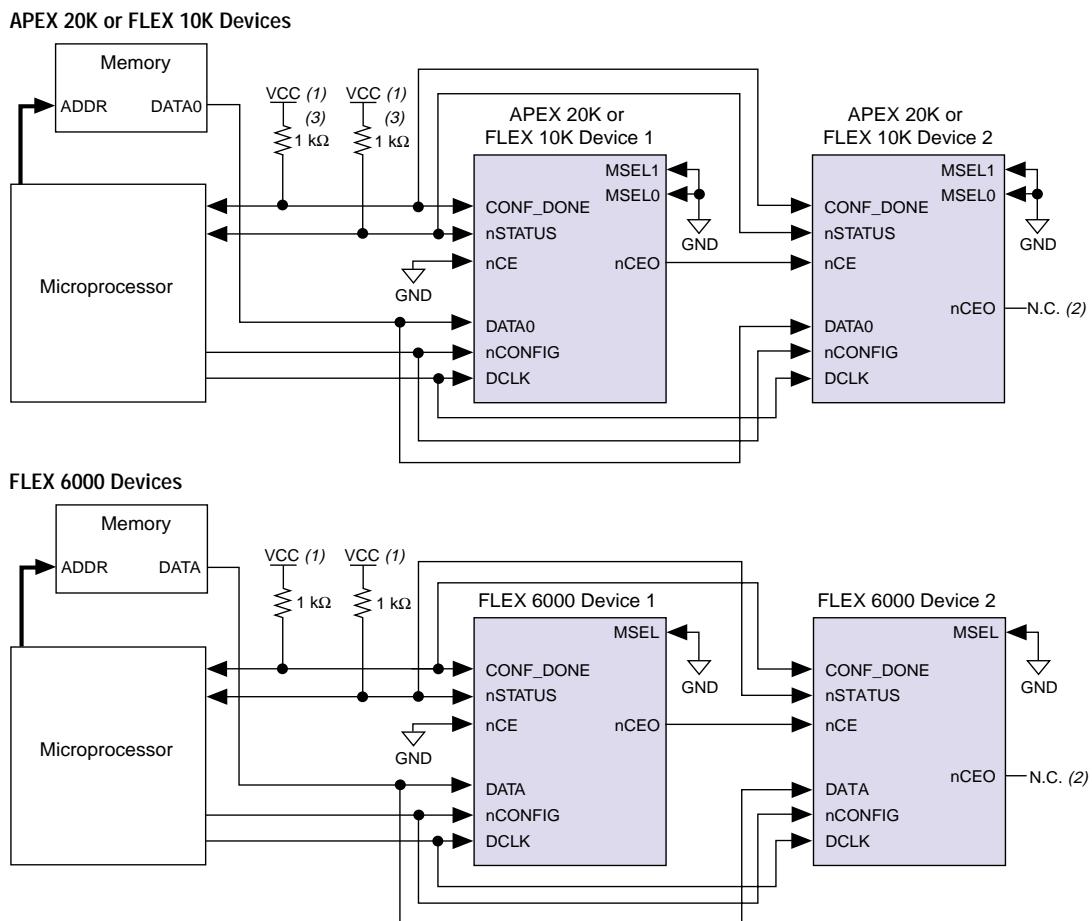 APEX 20K or FLEX 10K Devices
Memory
ADDR DATA0
VCC (1) VCC (1)
(3) (3)
1 kΩ 1 kΩ
APEX 20K or
FLEX 10K Device 1
APEX 20K or
FLEX 10K Device 2
Microprocessor
MSEL1
MSEL0
GND
CONF_DONE
nSTATUS
nCE
GND
nCEO
DATA0
nCONFIG
DCLK
MSEL1
MSEL0
GND
CONF_DONE
nSTATUS
nCE
nCEO N.C. (2)
DATA0
nCONFIG
DCLK
FLEX 6000 Devices
Memory
ADDR DATA
VCC (1) VCC (1)
1 kΩ 1 kΩ
FLEX 6000 Device 1
FLEX 6000 Device 2
Microprocessor
MSEL
GND
CONF_DONE
nSTATUS
nCE
GND
nCEO
DATA
nCONFIG
DCLK
MSEL
GND
CONF_DONE
nSTATUS
nCE
nCEO N.C. (2)
DATA
nCONFIG
DCLK